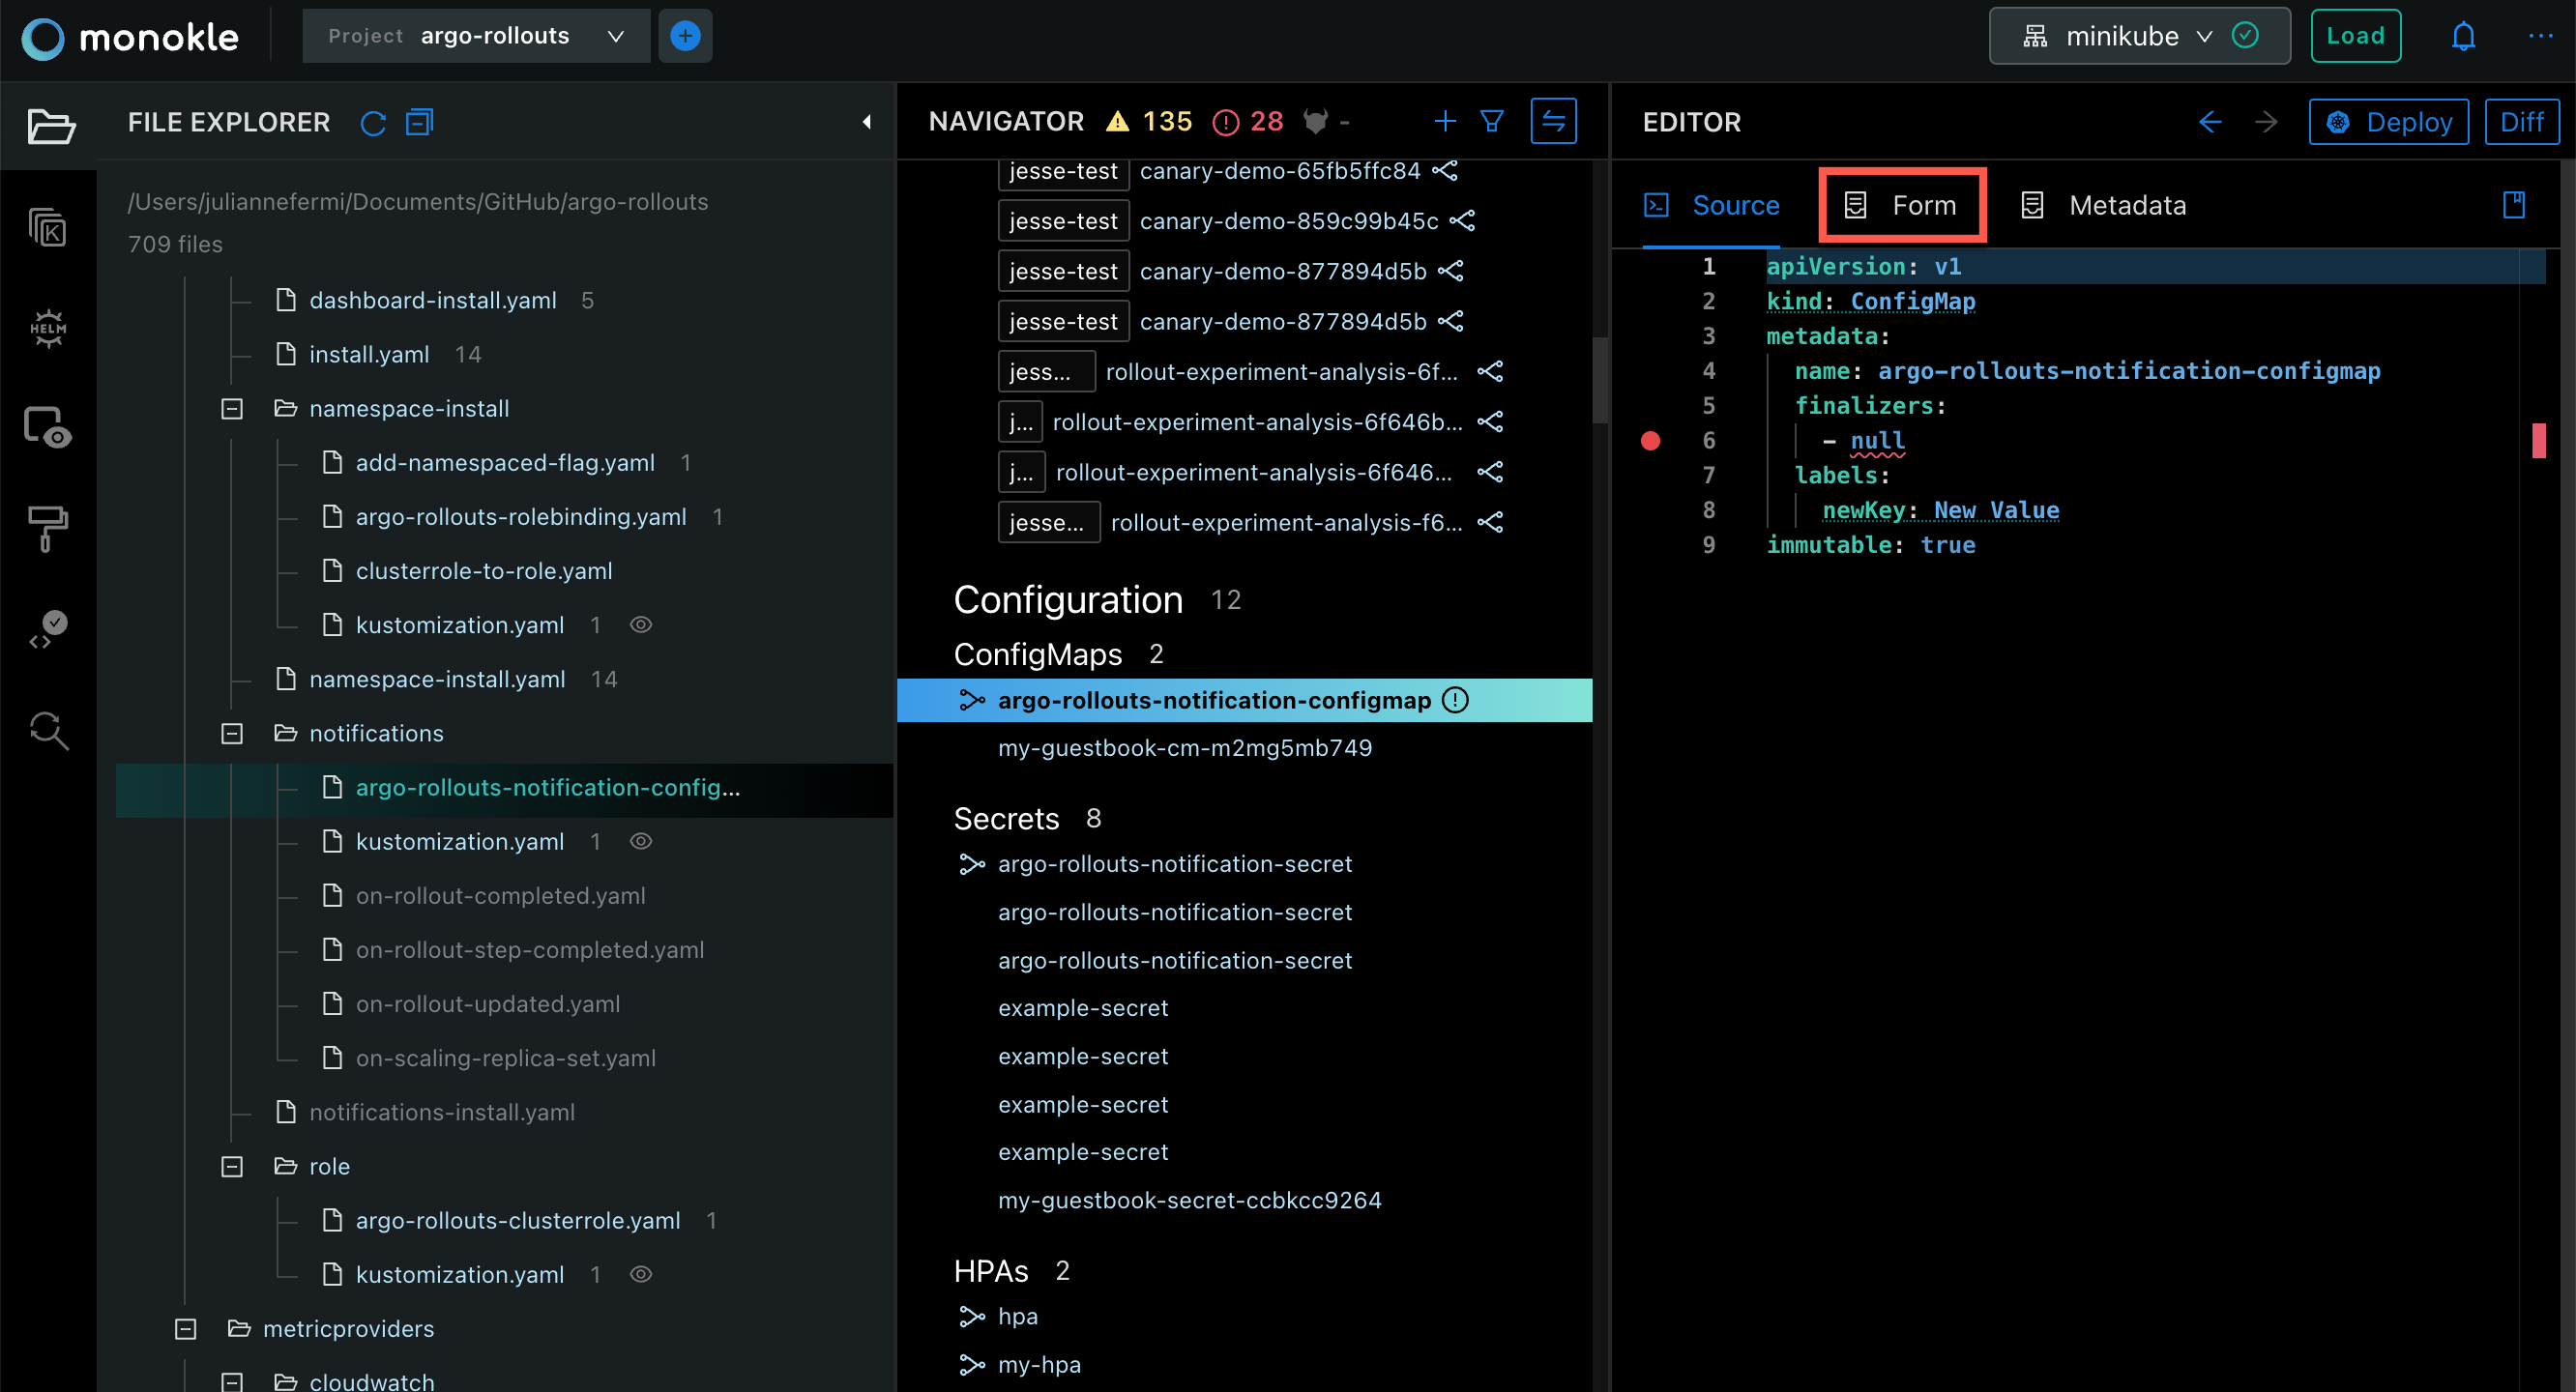 monokle
Project argo-rollouts
minikube
Load
FILE EXPLORER
/Users/juliannefermi/Documents/GitHub/argo-rollouts
709 files
dashboard-install.yaml 5
install.yaml 14
namespace-install
add-namespaced-flag.yaml 1
argo-rollouts-rolebinding.yaml 1
clusterrole-to-role.yaml
kustomization.yaml 1
namespace-install.yaml 14
notifications
argo-rollouts-notification-config...
kustomization.yaml 1
on-rollout-completed.yaml
on-rollout-step-completed.yaml
on-rollout-updated.yaml
on-scaling-replica-set.yaml
notifications-install.yaml
role
argo-rollouts-clusterrole.yaml 1
kustomization.yaml 1
metricproviders
cloudwatch
K
HELM
NAVIGATOR 135 28 -
jesse-test canary-demo-65fb5ffc84
jesse-test canary-demo-859c99b45c
jesse-test canary-demo-877894d5b
jesse-test canary-demo-877894d5b
jess... rollout-experiment-analysis-6f...
j... rollout-experiment-analysis-6f646b...
j... rollout-experiment-analysis-6f646...
jesse... rollout-experiment-analysis-f6...
Configuration 12
ConfigMaps 2
argo-rollouts-notification-configmap
my-guestbook-cm-m2mg5mb749
Secrets 8
argo-rollouts-notification-secret
argo-rollouts-notification-secret
argo-rollouts-notification-secret
example-secret
example-secret
example-secret
example-secret
my-guestbook-secret-ccbkcc9264
HPAs 2
hpa
my-hpa
EDITOR
Deploy
Diff
Source
Form
Metadata
1 apiVersion: v1
2 kind: ConfigMap
3 metadata:
4 name: argo-rollouts-notification-configmap
5 finalizers:
6 - null
7 labels:
8 newKey: New Value
9 immutable: true